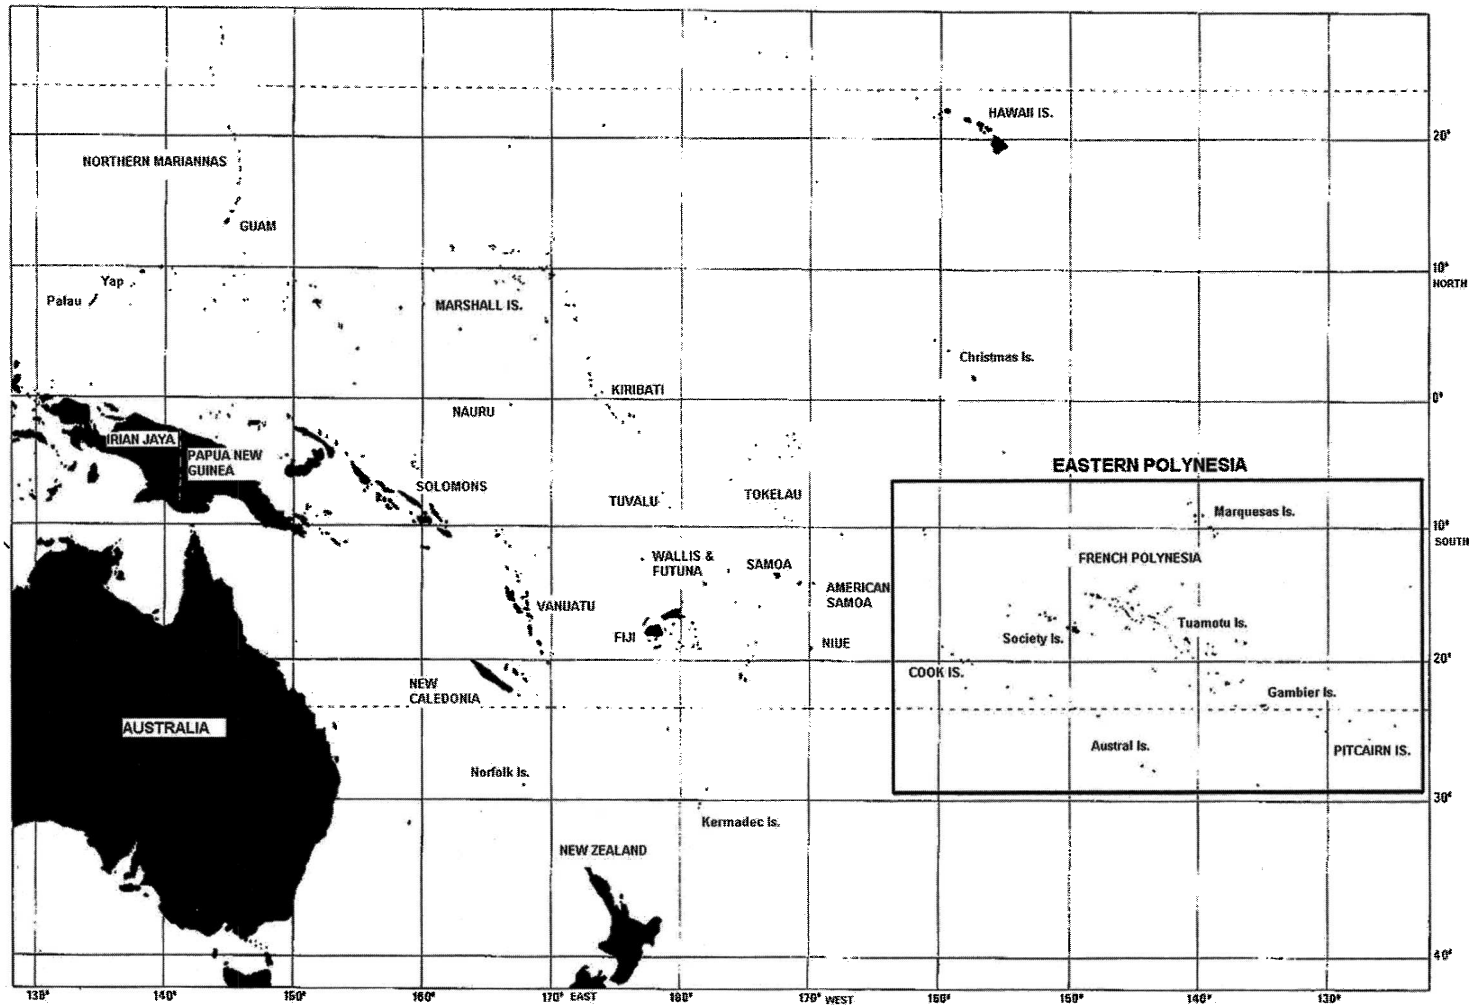 HAWAII IS.
20°
NORTHERN MARIANNAS
GUAM
10°
NORTH
Yap
Palau
MARSHALL IS.
Christmas Is.
KIRIBATI
0°
NAURU
IRIAN JAYA
PAPUA NEW
GUINEA
EASTERN POLYNESIA
SOLOMONS
TUVALU
TOKELAU
Marquesas Is.
10°
SOUTH
WALLIS &
FUTUNA
SAMOA
FRENCH POLYNESIA
AMERICAN
SAMOA
VANUATU
FIJI
NIUE
Society Is.
Tuamotu Is.
20°
COOK IS.
NEW
CALEDONIA
Gambier Is.
AUSTRALIA
Austral Is.
PITCAIRN IS.
Norfolk Is.
30°
Kermadec Is.
NEW ZEALAND
40°
130° 140° 150° 160° 170° EAST 180° 170° WEST 150° 140° 130°